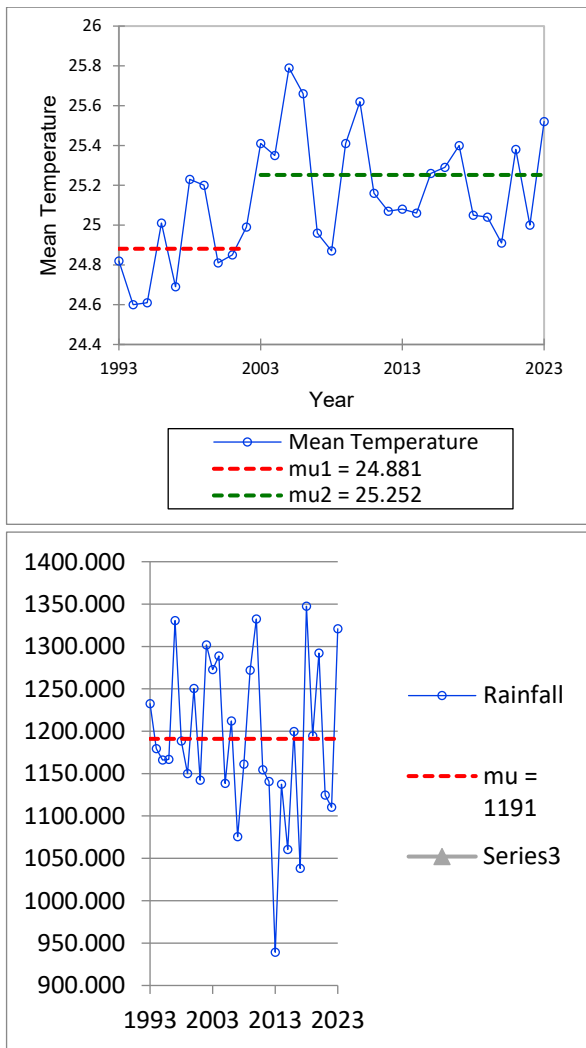 26
25.8
25.6
25.4
25.2
25
24.8
24.6
24.4
Mean Temperature
1993 2003 2013 2023
Year
Mean Temperature
mu1 = 24.881
mu2 = 25.252
1400.000
1350.000
1300.000
1250.000
1200.000
1150.000
1100.000
1050.000
1000.000
950.000
900.000
1993 2003 2013 2023
Rainfall
mu =
1191
Series3